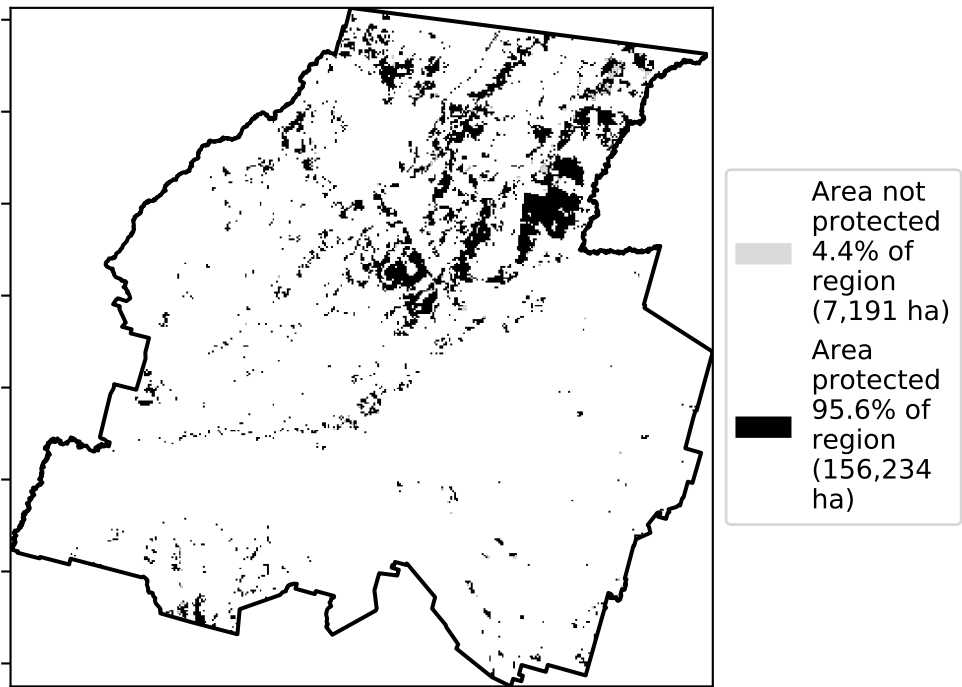 Area not
protected
4.4% of
region
(7,191 ha)
Area
protected
95.6% of
region
(156,234
ha)